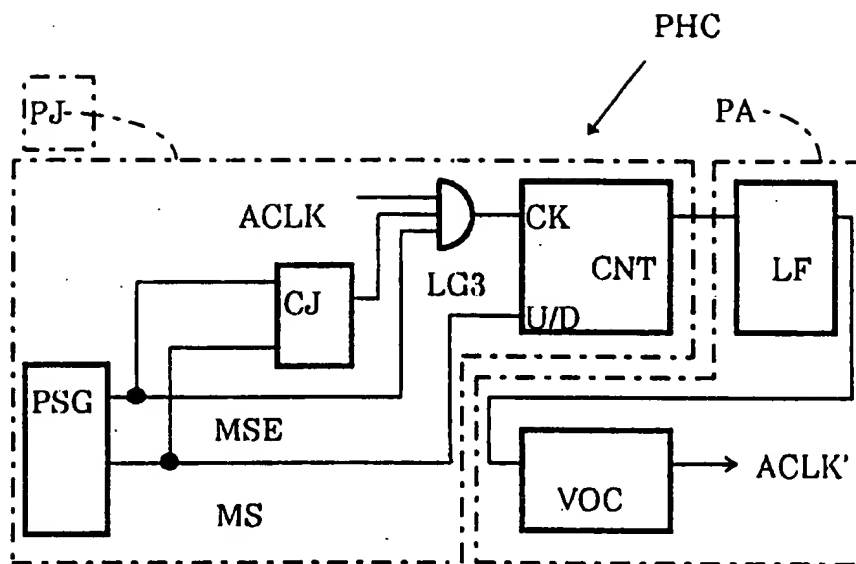 PHC
PJ
PA
ACLK
CK
CNT
LF
LG3
CJ
U/D
PSG
MSE
MS
VOC
ACLK'